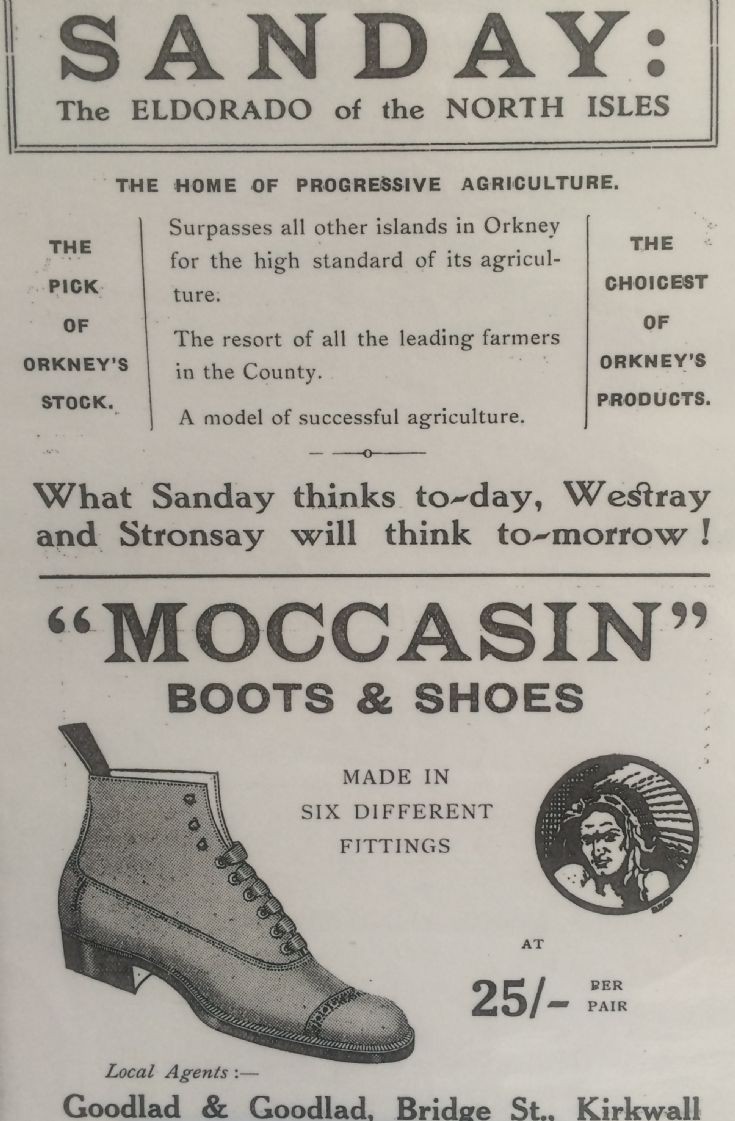 SANDAY:
The ELDORADO of the NORTH ISLES
THE HOME OF PROGRESSIVE AGRICULTURE.
THE
PICK
OF
ORKNEY'S
STOCK.
Surpasses all other islands in Orkney
for the high standard of its agricul-
ture.
The resort of all the leading farmers
in the County.
A model of successful agriculture.
THE
CHOICEST
OF
ORKNEY'S
PRODUCTS.
What Sanday thinks to-day, Westray
and Stronsay will think to-morrow!
"MOCCASIN"
BOOTS & SHOES
MADE IN
SIX DIFFERENT
FITTINGS
AT
25/- PER
PAIR
Local Agents:—
Goodlad & Goodlad, Bridge St., Kirkwall